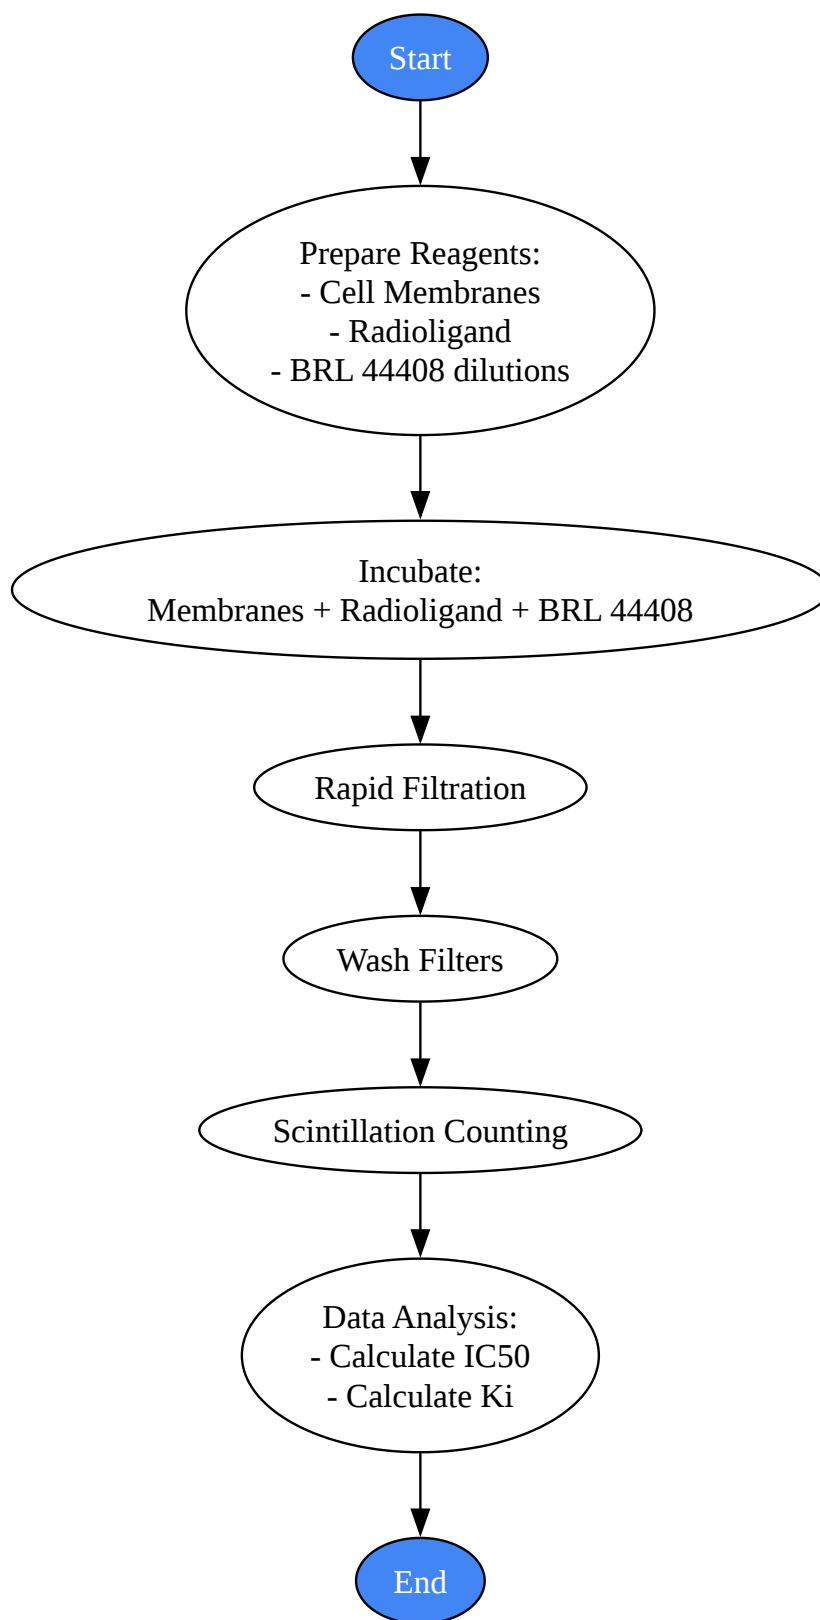 Start
Prepare Reagents:
- Cell Membranes
- Radioligand
- BRL 44408 dilutions
Incubate:
Membranes + Radioligand + BRL 44408
Rapid Filtration
Wash Filters
Scintillation Counting
Data Analysis:
- Calculate IC50
- Calculate Ki
End